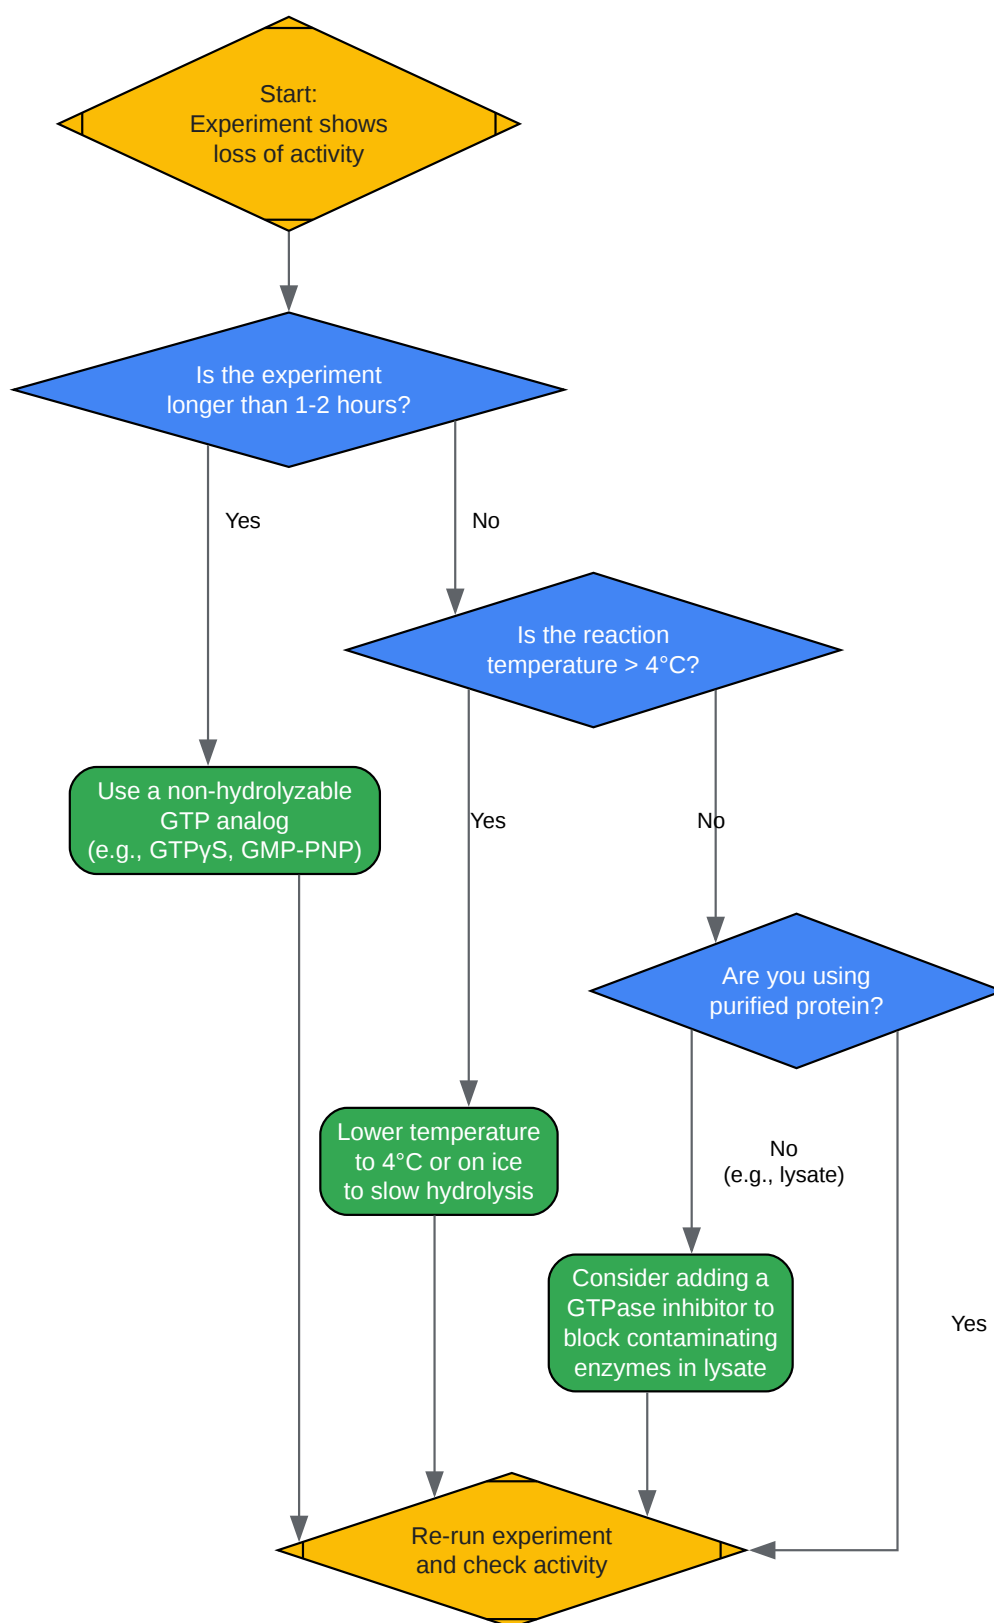 Start:
Experiment shows
loss of activity
Is the experiment
longer than 1-2 hours?
Yes
No
Is the reaction
temperature > 4°C?
Use a non-hydrolyzable
GTP analog
(e.g., GTPγS, GMP-PNP)
Yes
No
Are you using
purified protein?
Lower temperature
to 4°C or on ice
to slow hydrolysis
No
(e.g., lysate)
Consider adding a
GTPase inhibitor to
block contaminating
enzymes in lysate
Yes
Re-run experiment
and check activity